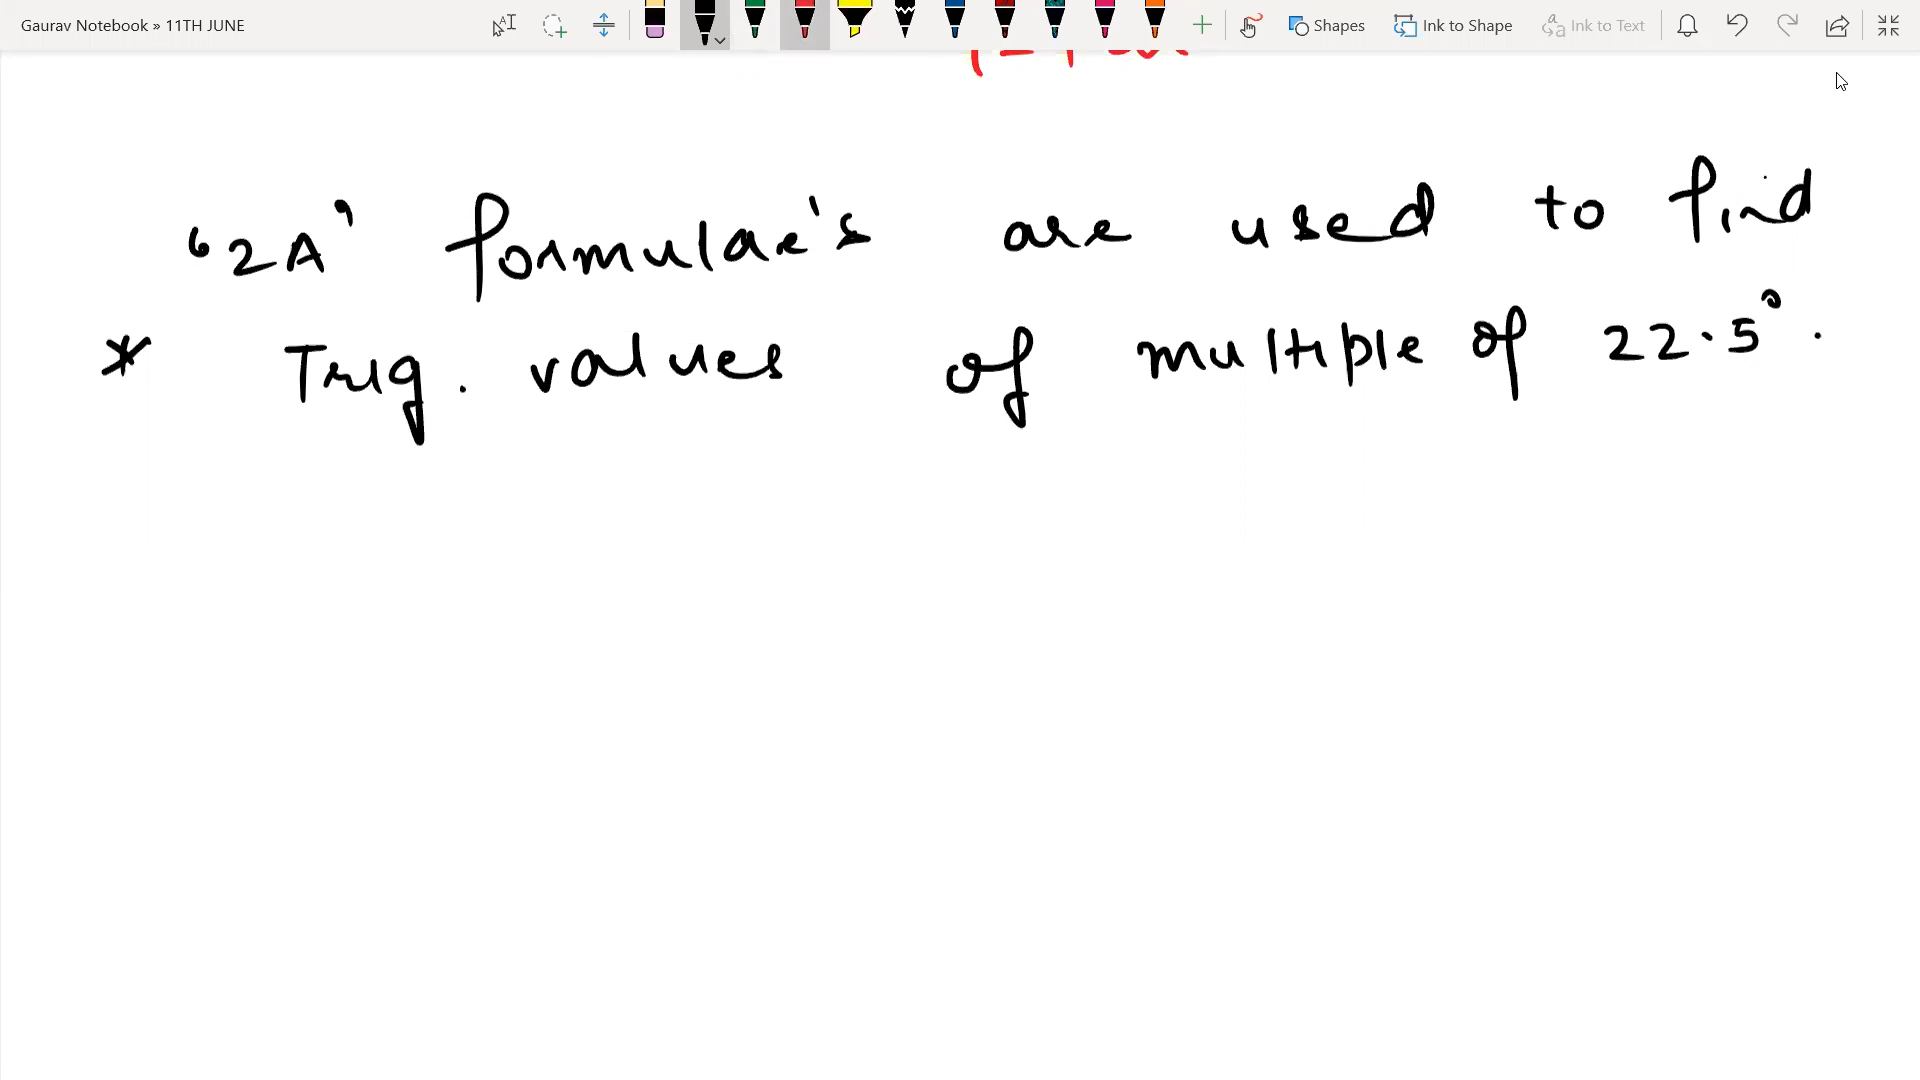 Gaurav Notebook » 11TH JUNE
Shapes
Ink to Shape
Ink to Text
'2A' formulae's are used to find
* Trig. values of multiple of 22.5°.